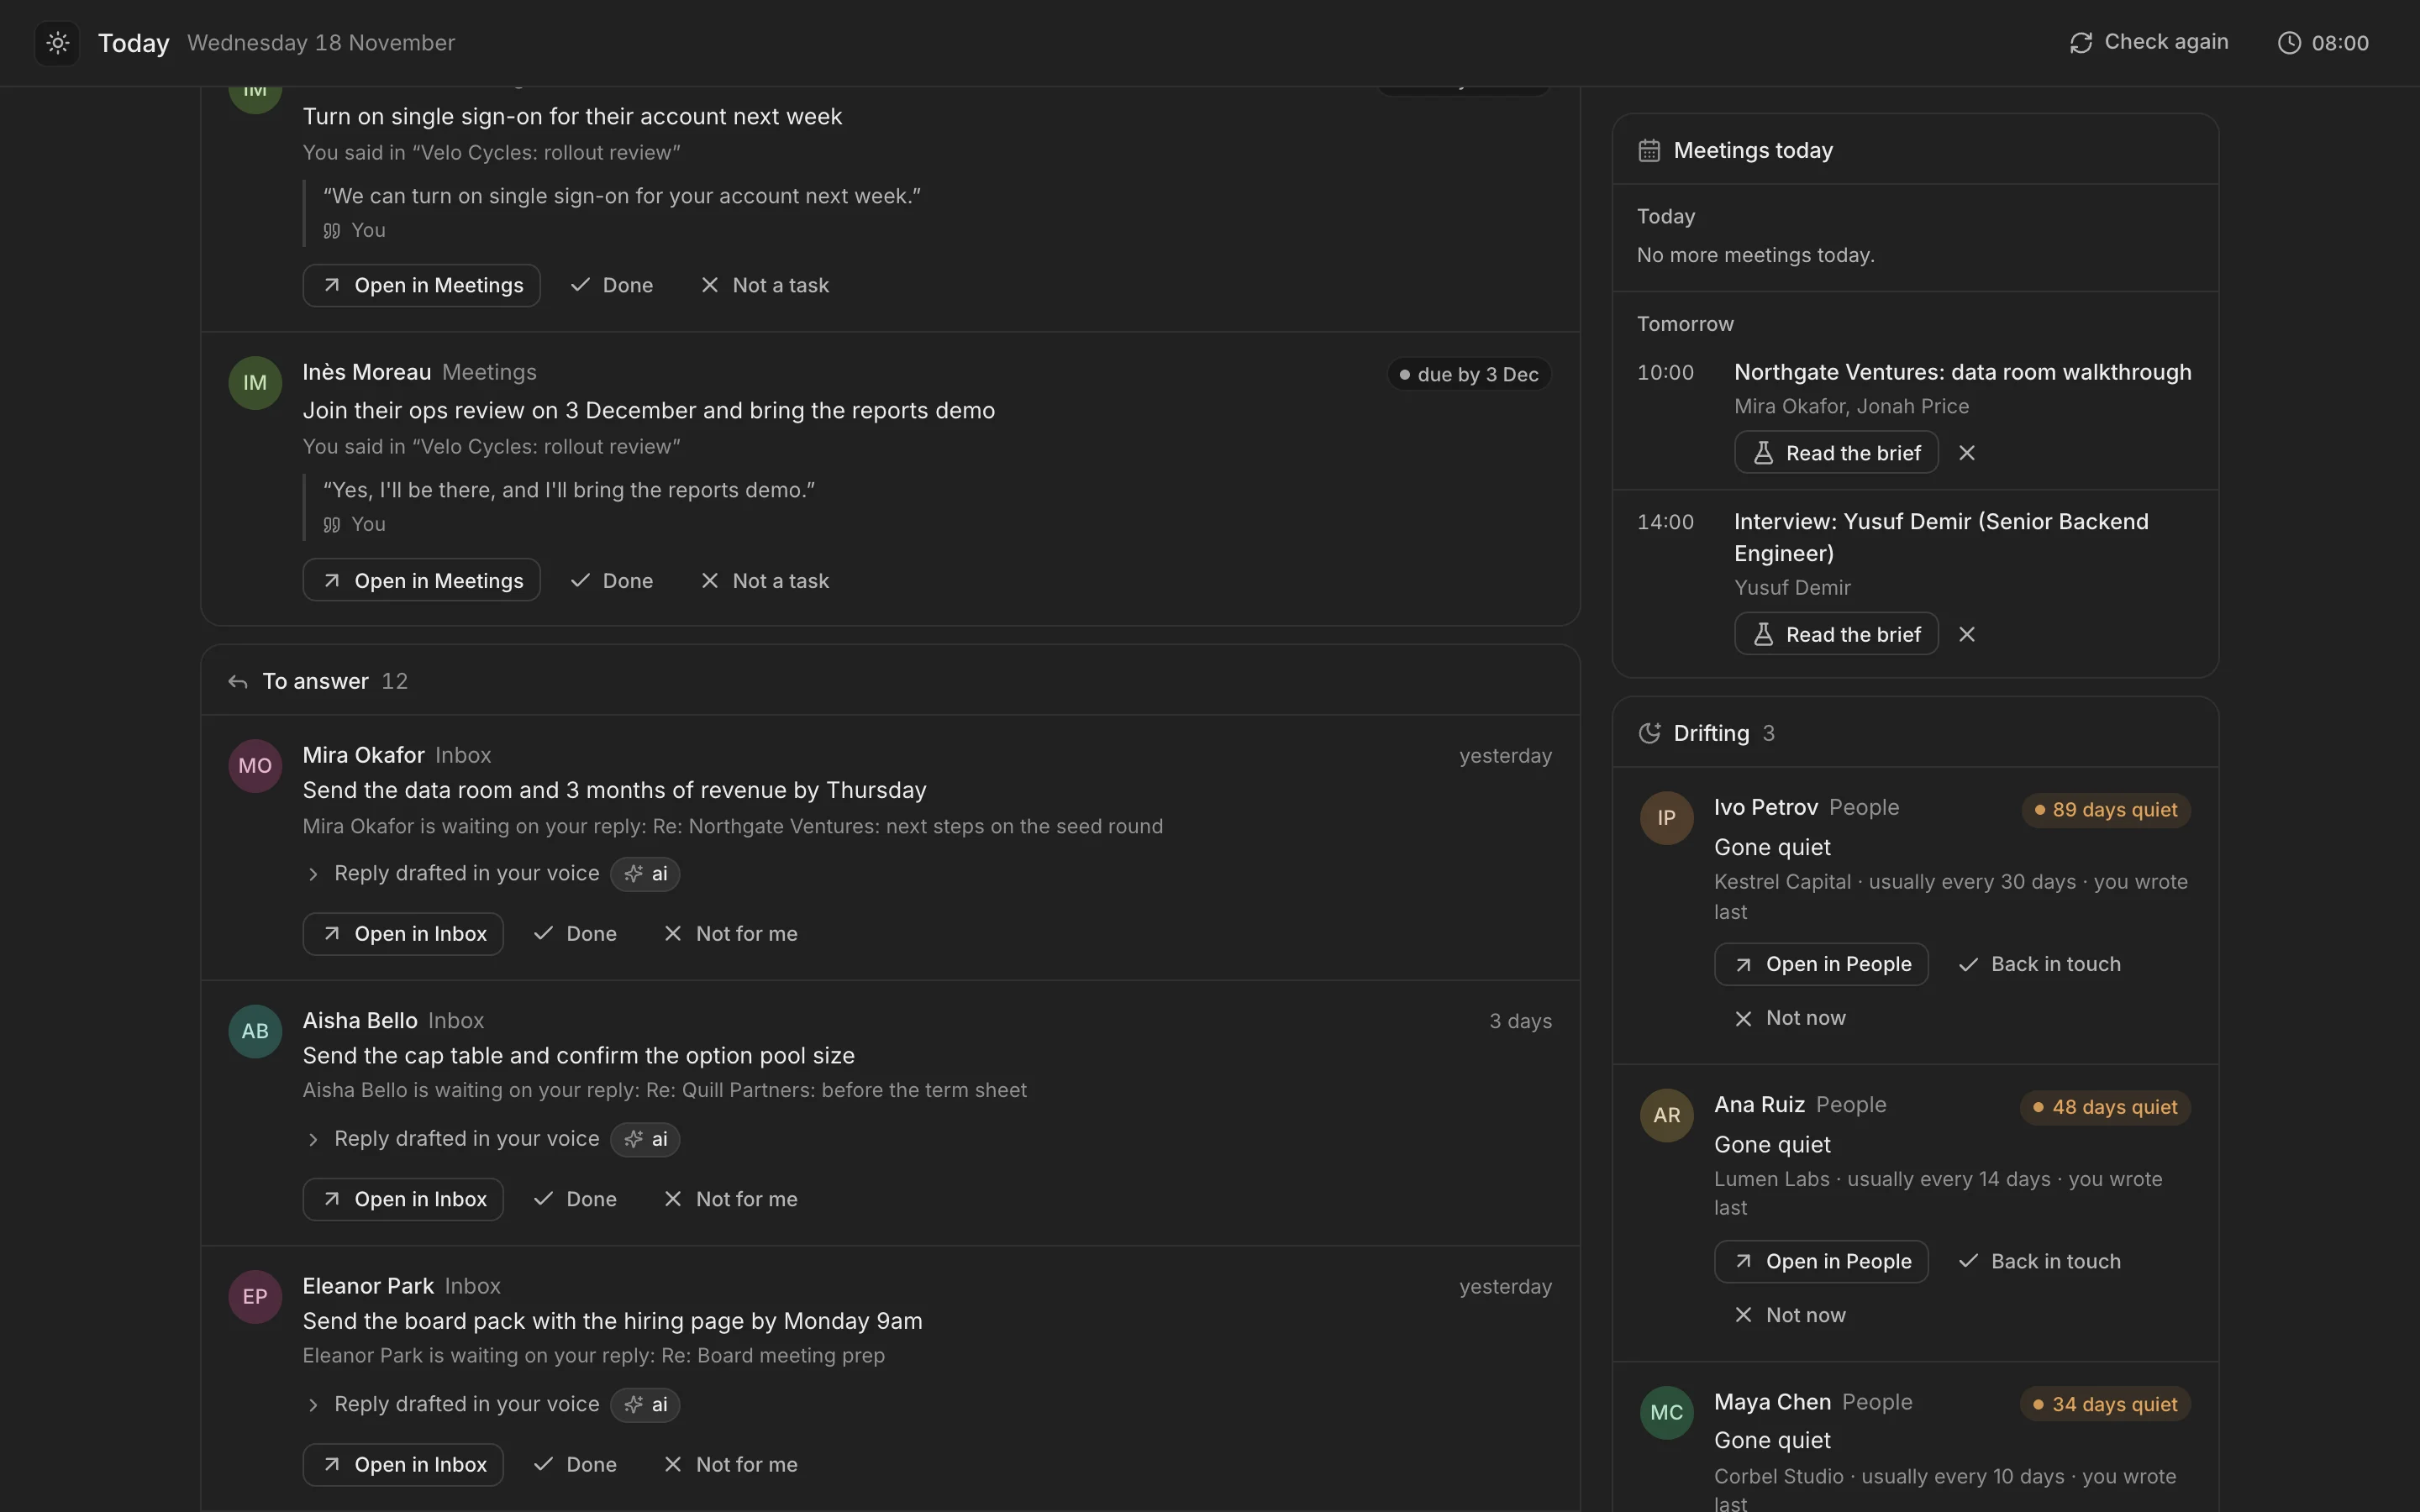 Today Wednesday 18 November
Check again
08:00
Turn on single sign-on for their account next week
You said in “Velo Cycles: rollout review”
“We can turn on single sign-on for your account next week.”
You
Open in Meetings Done Not a task
IM
Inès Moreau Meetings
due by 3 Dec
Join their ops review on 3 December and bring the reports demo
You said in “Velo Cycles: rollout review”
“Yes, I'll be there, and I'll bring the reports demo.”
You
Open in Meetings Done Not a task
To answer 12
MO
Mira Okafor Inbox
yesterday
Send the data room and 3 months of revenue by Thursday
Mira Okafor is waiting on your reply: Re: Northgate Ventures: next steps on the seed round
Reply drafted in your voice ai
Open in Inbox Done Not for me
AB
Aisha Bello Inbox
3 days
Send the cap table and confirm the option pool size
Aisha Bello is waiting on your reply: Re: Quill Partners: before the term sheet
Reply drafted in your voice ai
Open in Inbox Done Not for me
EP
Eleanor Park Inbox
yesterday
Send the board pack with the hiring page by Monday 9am
Eleanor Park is waiting on your reply: Re: Board meeting prep
Reply drafted in your voice ai
Open in Inbox Done Not for me
Meetings today
Today
No more meetings today.
Tomorrow
10:00
Northgate Ventures: data room walkthrough
Mira Okafor, Jonah Price
Read the brief
14:00
Interview: Yusuf Demir (Senior Backend
Engineer)
Yusuf Demir
Read the brief
Drifting 3
IP
Ivo Petrov People
89 days quiet
Gone quiet
Kestrel Capital · usually every 30 days · you wrote
last
Open in People Back in touch
Not now
AR
Ana Ruiz People
48 days quiet
Gone quiet
Lumen Labs · usually every 14 days · you wrote
last
Open in People Back in touch
Not now
MC
Maya Chen People
34 days quiet
Gone quiet
Corbel Studio · usually every 10 days · you wrote
last